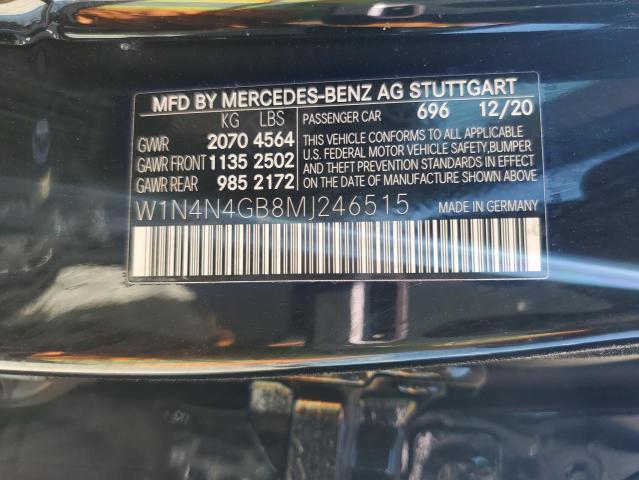 MFD BY MERCEDES-BENZ AG STUTTGART
KG LBS PASSENGER CAR 696 12/20
GVWR 2070 4564
GAWR FRONT 1135 2502
GAWR REAR 985 2172
THIS VEHICLE CONFORMS TO ALL APPLICABLE
U.S. FEDERAL MOTOR VEHICLE SAFETY, BUMPER
AND THEFT PREVENTION STANDARDS IN EFFECT
ON THE DATE OF MANUFACTURE SHOWN ABOVE.
W1N4N4GB8MJ246515 MADE IN GERMANY